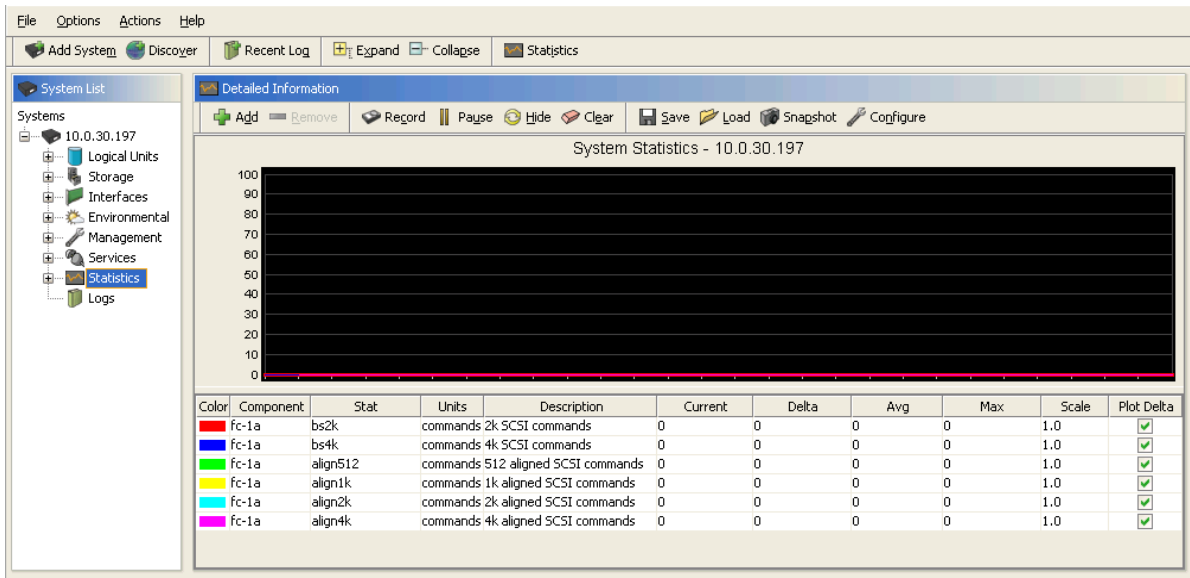 File Options Actions Help
Add System Discover Recent Log Expand Collapse Statistics
System List
Systems
10.0.30.197
Logical Units
Storage
Interfaces
Environmental
Management
Services
Statistics
Logs
Detailed Information
Add Remove Record Pause Hide Clear Save Load Snapshot Configure
System Statistics - 10.0.30.197
100
90
80
70
60
50
40
30
20
10
0
Color Component Stat Units Description Current Delta Avg Max Scale Plot Delta
fc-1a bs2k commands 2k SCSI commands 0 0 0 0 1.0
fc-1a bs4k commands 4k SCSI commands 0 0 0 0 1.0
fc-1a align512 commands 512 aligned SCSI commands 0 0 0 0 1.0
fc-1a align1k commands 1k aligned SCSI commands 0 0 0 0 1.0
fc-1a align2k commands 2k aligned SCSI commands 0 0 0 0 1.0
fc-1a align4k commands 4k aligned SCSI commands 0 0 0 0 1.0